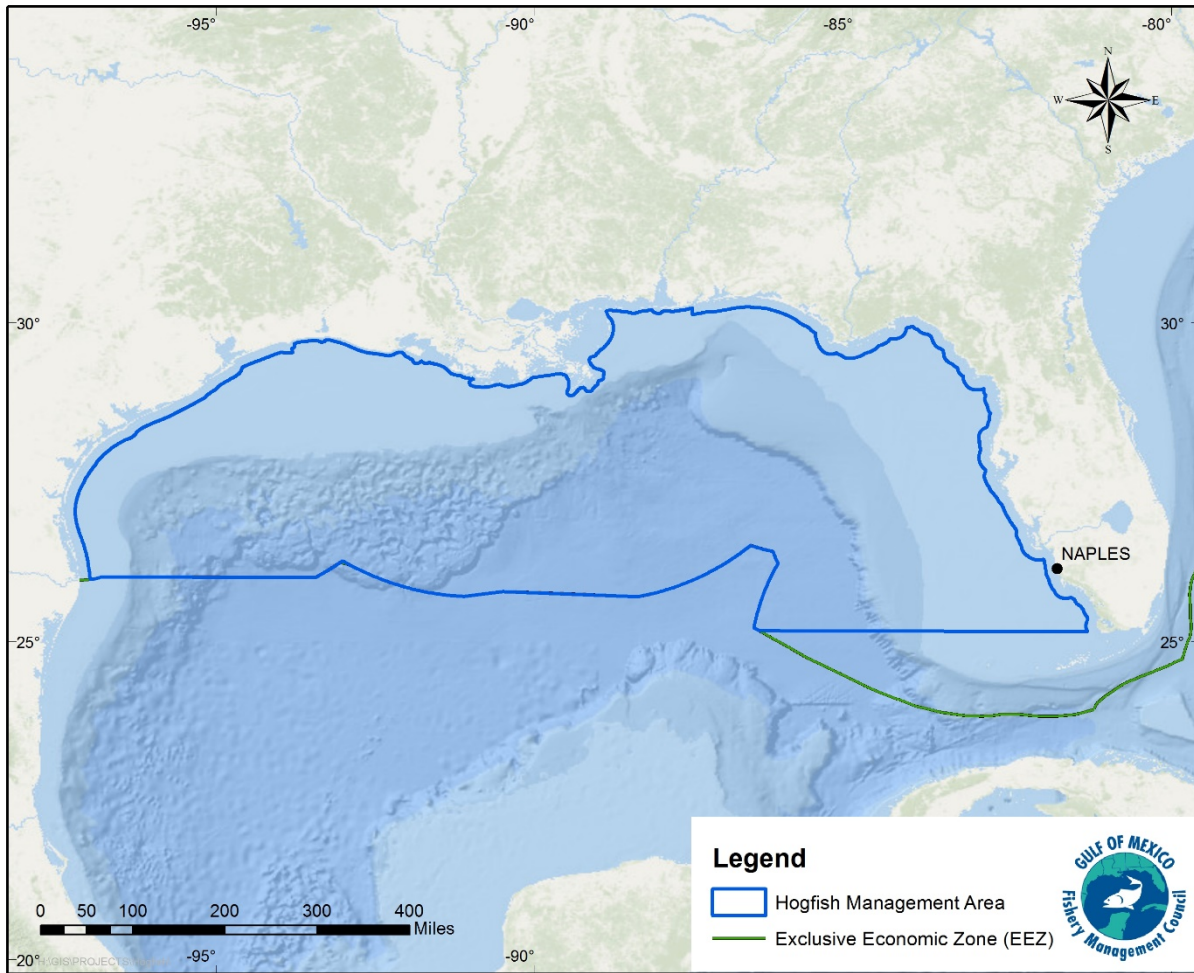 -95°
-90°
-85°
-80°
N
W
E
S
30°
30°
NAPLES
25°
25°
Legend
Hogfish Management Area
Exclusive Economic Zone (EEZ)
GULF OF MEXICO
Fishery Management Council
0 50 100 200 300 400
Miles
20°
-95°
-90°